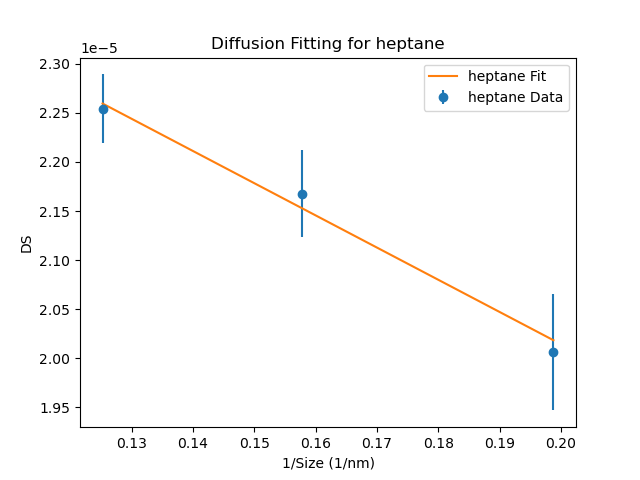 Diffusion Fitting for heptane
1e−5
2.30
2.25
2.20
2.15
2.10
2.05
2.00
1.95
DS
heptane Fit
heptane Data
0.13 0.14 0.15 0.16 0.17 0.18 0.19 0.20
1/Size (1/nm)